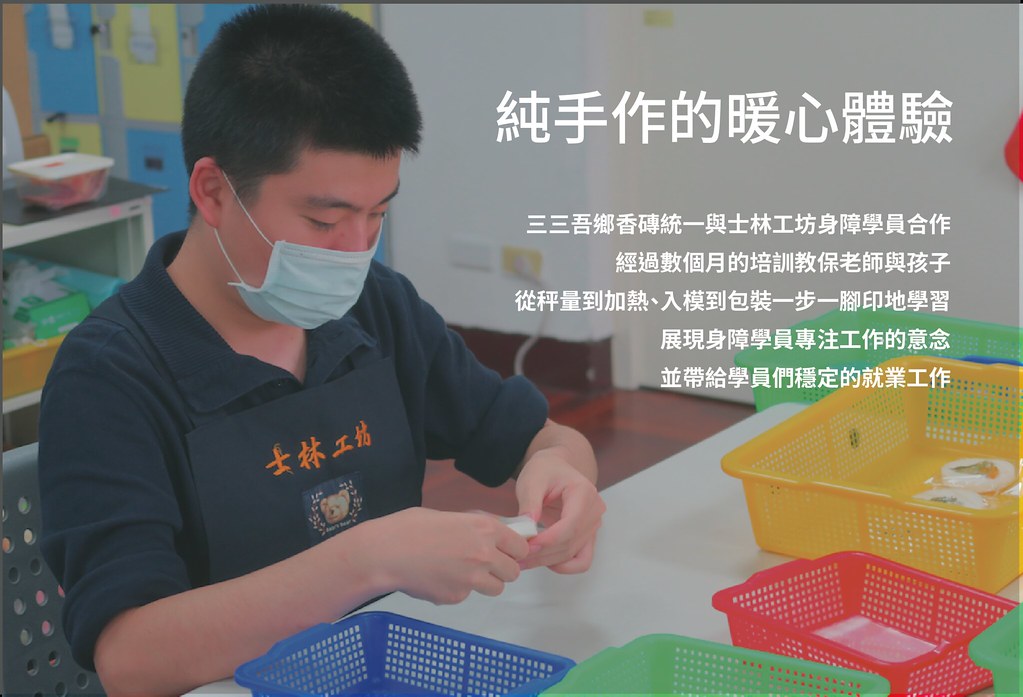 純手作的暖心體驗
三三吾鄉香磚統一與士林工坊身障學員合作
經過數個月的培訓教保老師與孩子
從秤量到加熱、入模到包裝一步一腳印地學習
展現身障學員專注工作的意念
並帶給學員們穩定的就業工作
士林工坊